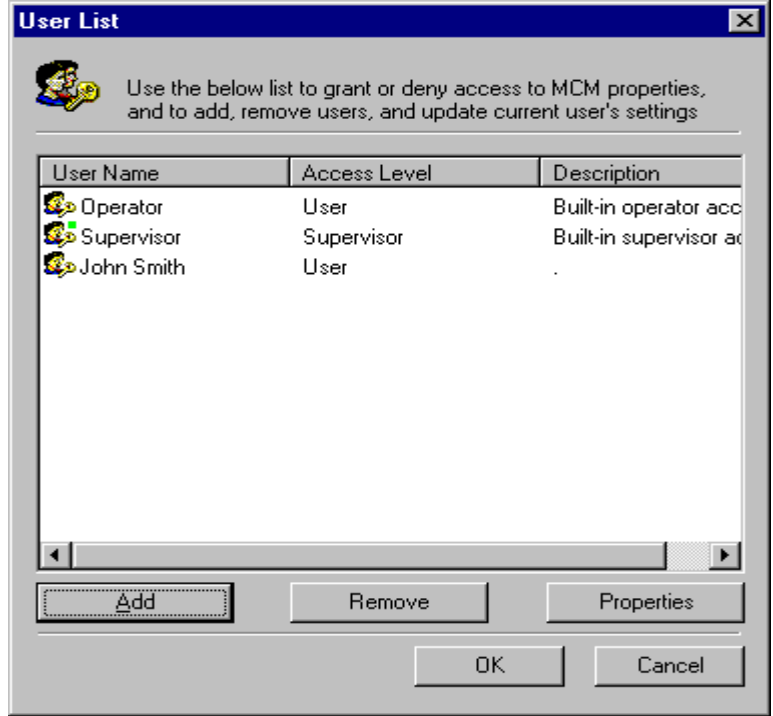 User List
Use the below list to grant or deny access to MCM properties,
and to add, remove users, and update current user's settings
User Name Access Level Description
Operator User Built-in operator acc
Supervisor Supervisor Built-in supervisor ac
John Smith User .
Add Remove Properties
OK Cancel